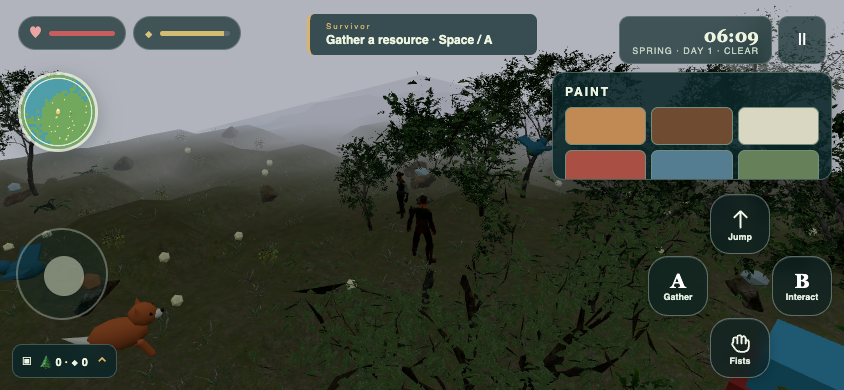 Survivor
Gather a resource · Space / A
06:09
SPRING · DAY 1 · CLEAR
PAINT
Jump
A
Gather
B
Interact
Fists
0 · ◆ 0